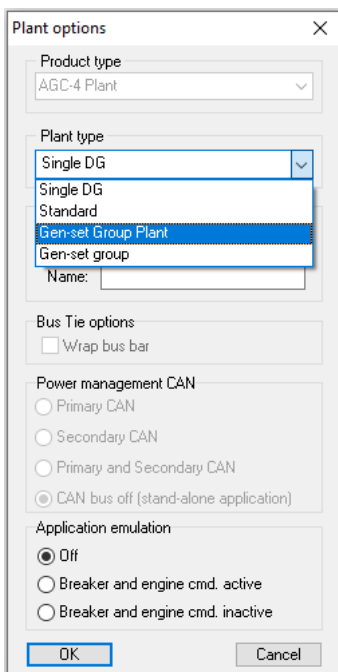 Plant options
Product type
AGC-4 Plant
Plant type
Single DG
Single DG
Standard
Gen-set Group Plant
Gen-set group
Name:
Bus Tie options
Wrap bus bar
Power management CAN
Primary CAN
Secondary CAN
Primary and Secondary CAN
CAN bus off (stand-alone application)
Application emulation
Off
Breaker and engine cmd. active
Breaker and engine cmd. inactive
OK Cancel